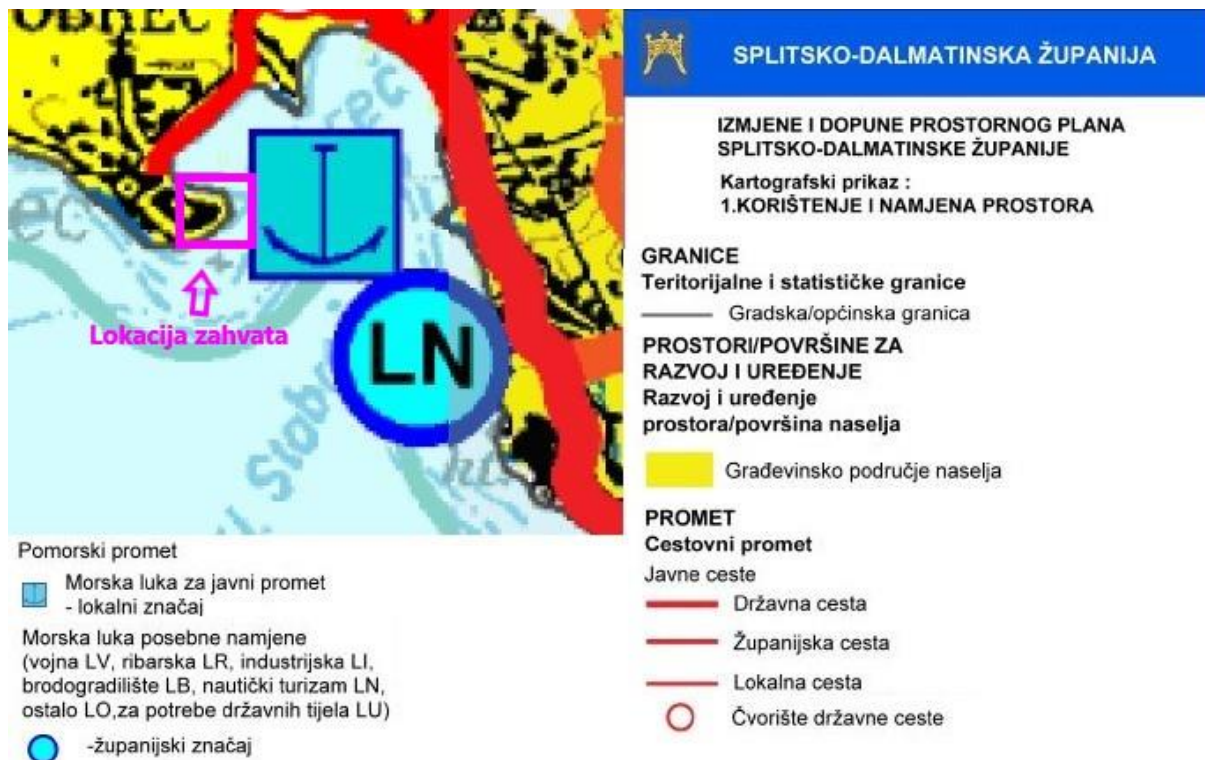 OBREČ
Lokacija zahvata
LN
Stobreč
SPLITSKO-DALMATINSKA ŽUPANIJA
IZMJENE I DOPUNE PROSTORNOG PLANA
SPLITSKO-DALMATINSKE ŽUPANIJE
Kartografski prikaz :
1.KORIŠTENJE I NAMJENA PROSTORA
GRANICE
Teritorijalne i statističke granice
Gradska/općinska granica
PROSTORI/POVRŠINE ZA
RAZVOJ I UREĐENJE
Razvoj i uređenje
prostora/površina naselja
Građevinsko područje naselja
PROMET
Cestovni promet
Javne ceste
Državna cesta
Županijska cesta
Lokalna cesta
Čvorište državne ceste
Pomorski promet
Morska luka za javni promet
- lokalni značaj
Morska luka posebne namjene
(vojna LV, ribarska LR, industrijska LI,
brodogradilište LB, nautički turizam LN,
ostalo LO,za potrebe državnih tijela LU)
-županijski značaj